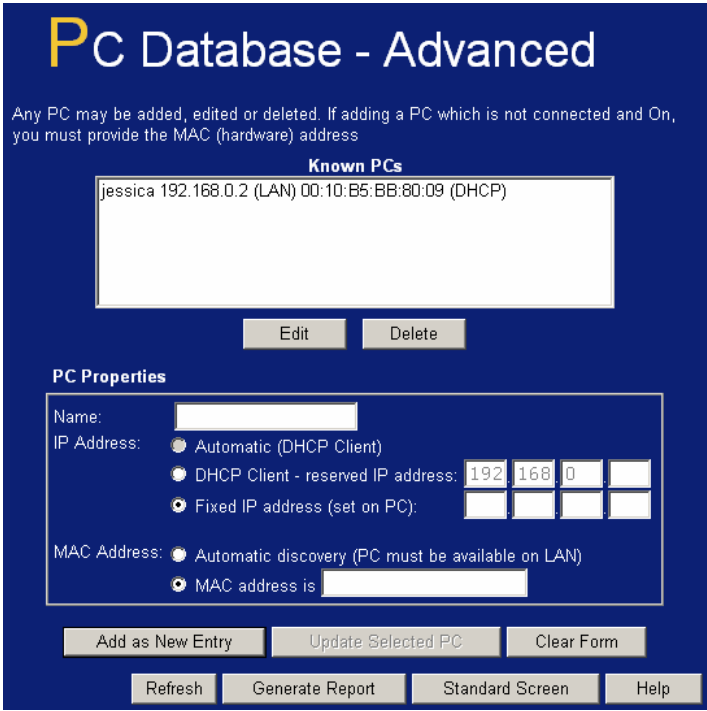 PC Database - Advanced
Any PC may be added, edited or deleted. If adding a PC which is not connected and On,
you must provide the MAC (hardware) address
Known PCs
jessica 192.168.0.2 (LAN) 00:10:B5:BB:80:09 (DHCP)
Edit Delete
PC Properties
Name:
IP Address: Automatic (DHCP Client)
DHCP Client - reserved IP address: 192 . 168 . 0 .
Fixed IP address (set on PC): . . .
MAC Address: Automatic discovery (PC must be available on LAN)
MAC address is
Add as New Entry Update Selected PC Clear Form
Refresh Generate Report Standard Screen Help